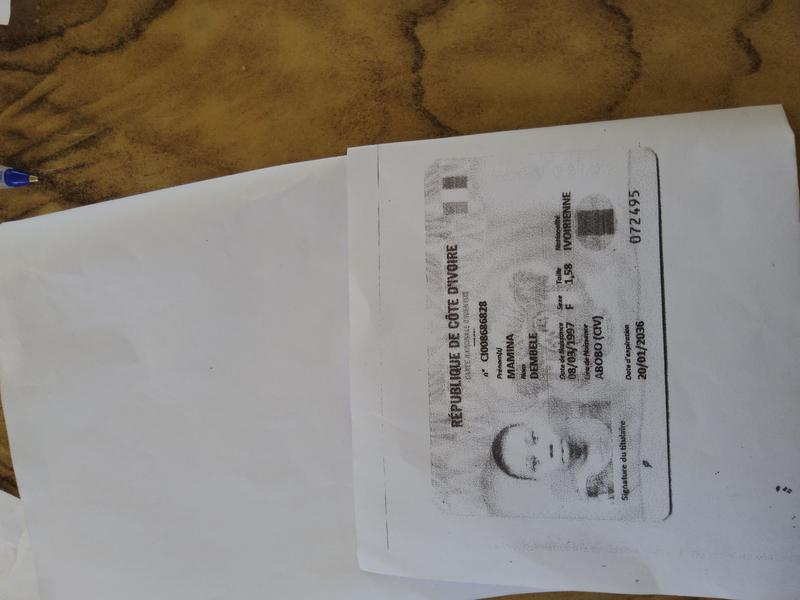 RÉPUBLIQUE DE CÔTE D'IVOIRE
CARTE NATIONALE D'IDENTITÉ
n° CI008686828
Prénom(s)
MAMINA
Nom
DEMBELE
Date de Naissance Sexe Taille Nationalité
08/03/1997 F 1,58 IVOIRIENNE
Lieu de Naissance
ABOBO (CIV)
Signature du titulaire
Date d'expiration
20/01/2036
072495